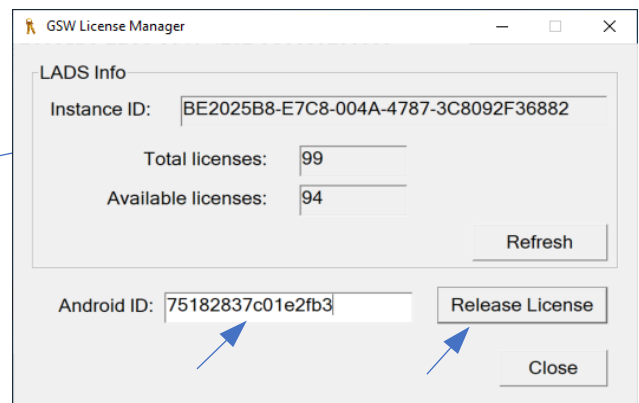 GSW License Manager
LADS Info
Instance ID: BE2025B8-E7C8-004A-4787-3C8092F36882
Total licenses: 99
Available licenses: 94
Refresh
Android ID: 75182837c01e2fb3 Release License
Close